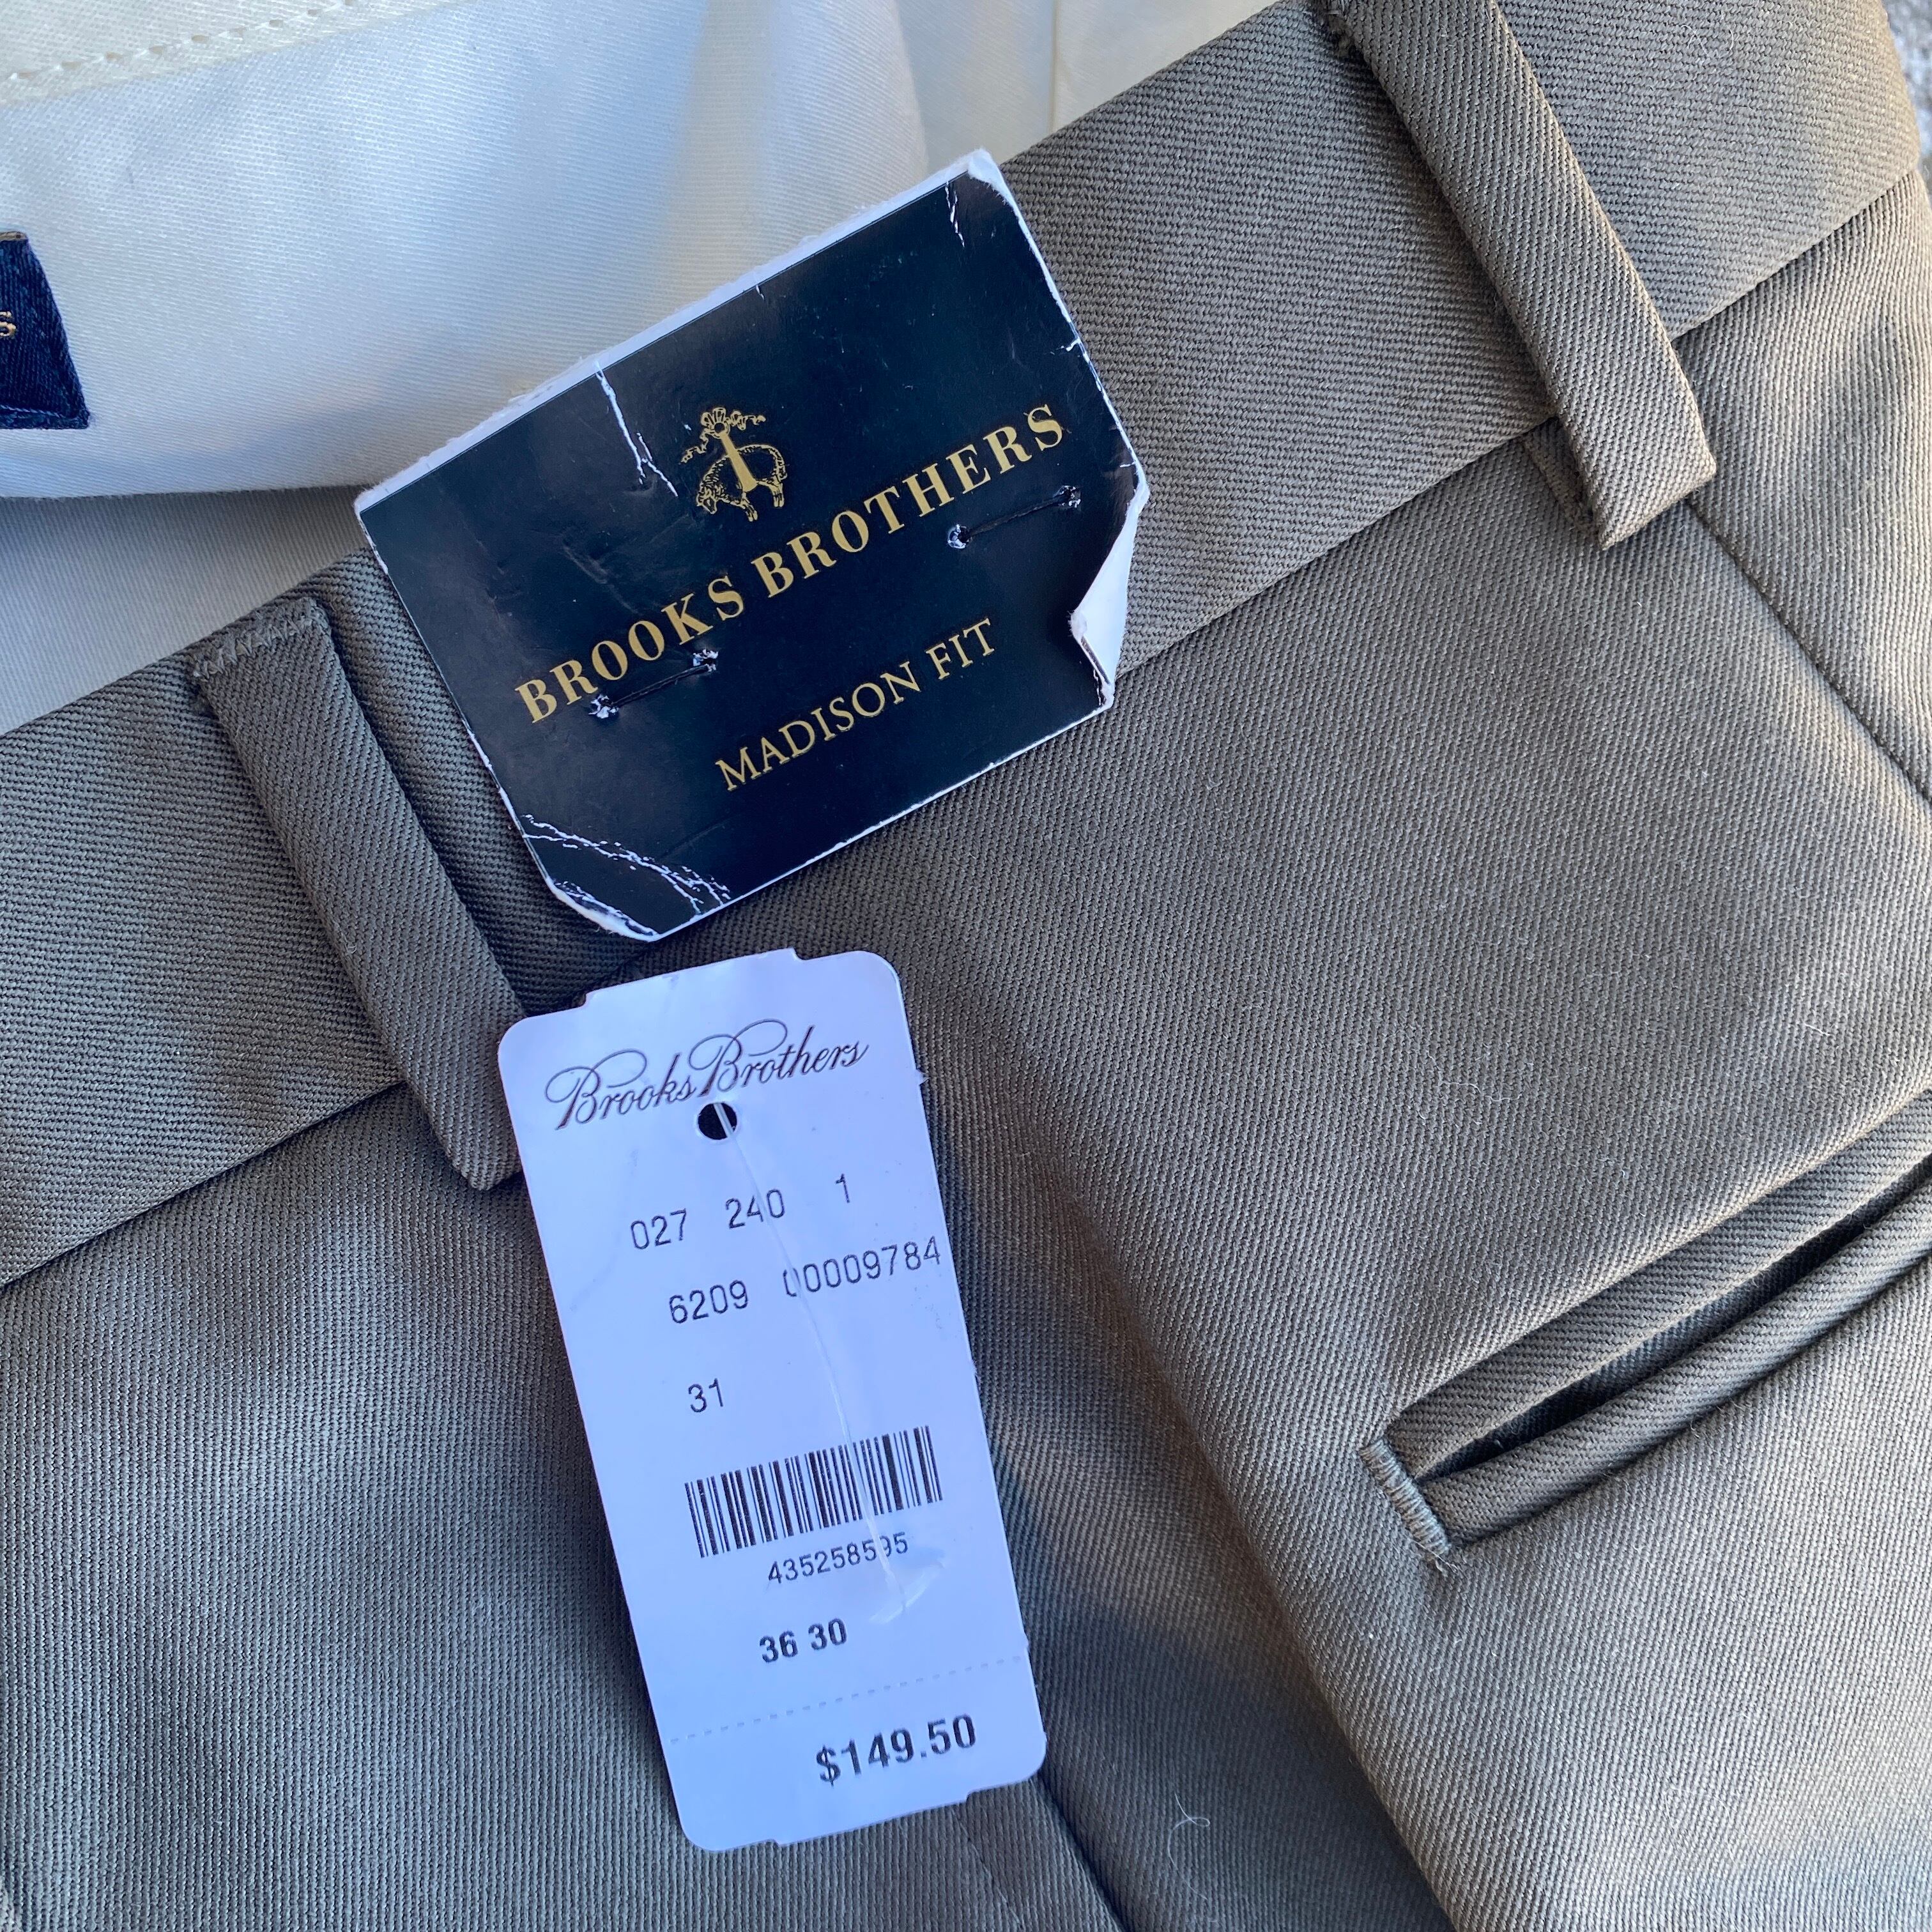 BROOKS BROTHERS
MADISON FIT
Brooks Brothers
027 240 1
6209 00009784
31
435258595
36 30
$149.50